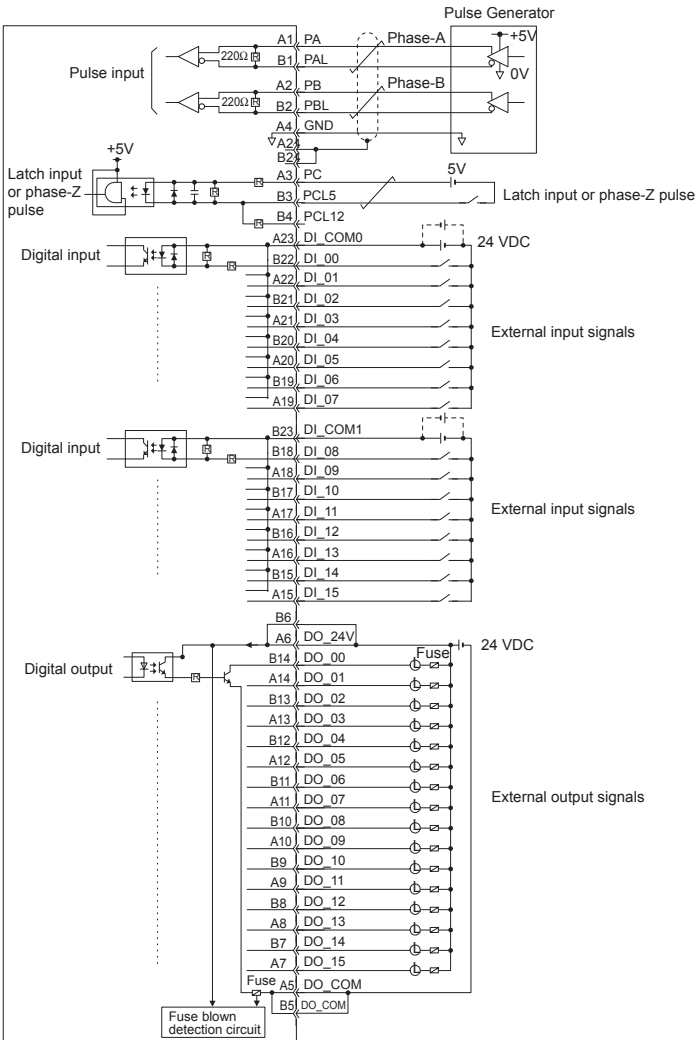 Pulse Generator
A1 PA Phase-A +5V
220Ω R
B1 PAL
0V
Pulse input
A2 PB Phase-B
220Ω R
B2 PBL
A4 GND
A24
B24
+5V
A3 PC 5V
R
Latch input
or phase-Z
pulse
B3 PCL5
Latch input or phase-Z pulse
R B4 PCL12
A23 DI_COM0 24 VDC
Digital input
R
R B22 DI_00
A22 DI_01
B21 DI_02
A21 DI_03
External input signals
B20 DI_04
A20 DI_05
B19 DI_06
A19 DI_07
B23 DI_COM1
Digital input
R
R B18 DI_08
A18 DI_09
B17 DI_10
A17 DI_11
External input signals
B16 DI_12
A16 DI_13
B15 DI_14
A15 DI_15
B6
A6 DO_24V 24 VDC
Fuse
Digital output
R
B14 DO_00 L
A14 DO_01 L
B13 DO_02 L
A13 DO_03 L
B12 DO_04 L
A12 DO_05 L
B11 DO_06 L
A11 DO_07 L
External output signals
B10 DO_08 L
A10 DO_09 L
B9 DO_10 L
A9 DO_11 L
B8 DO_12 L
A8 DO_13 L
B7 DO_14 L
A7 DO_15 L
Fuse
A5 DO_COM
B5 DO_COM
Fuse blown
detection circuit